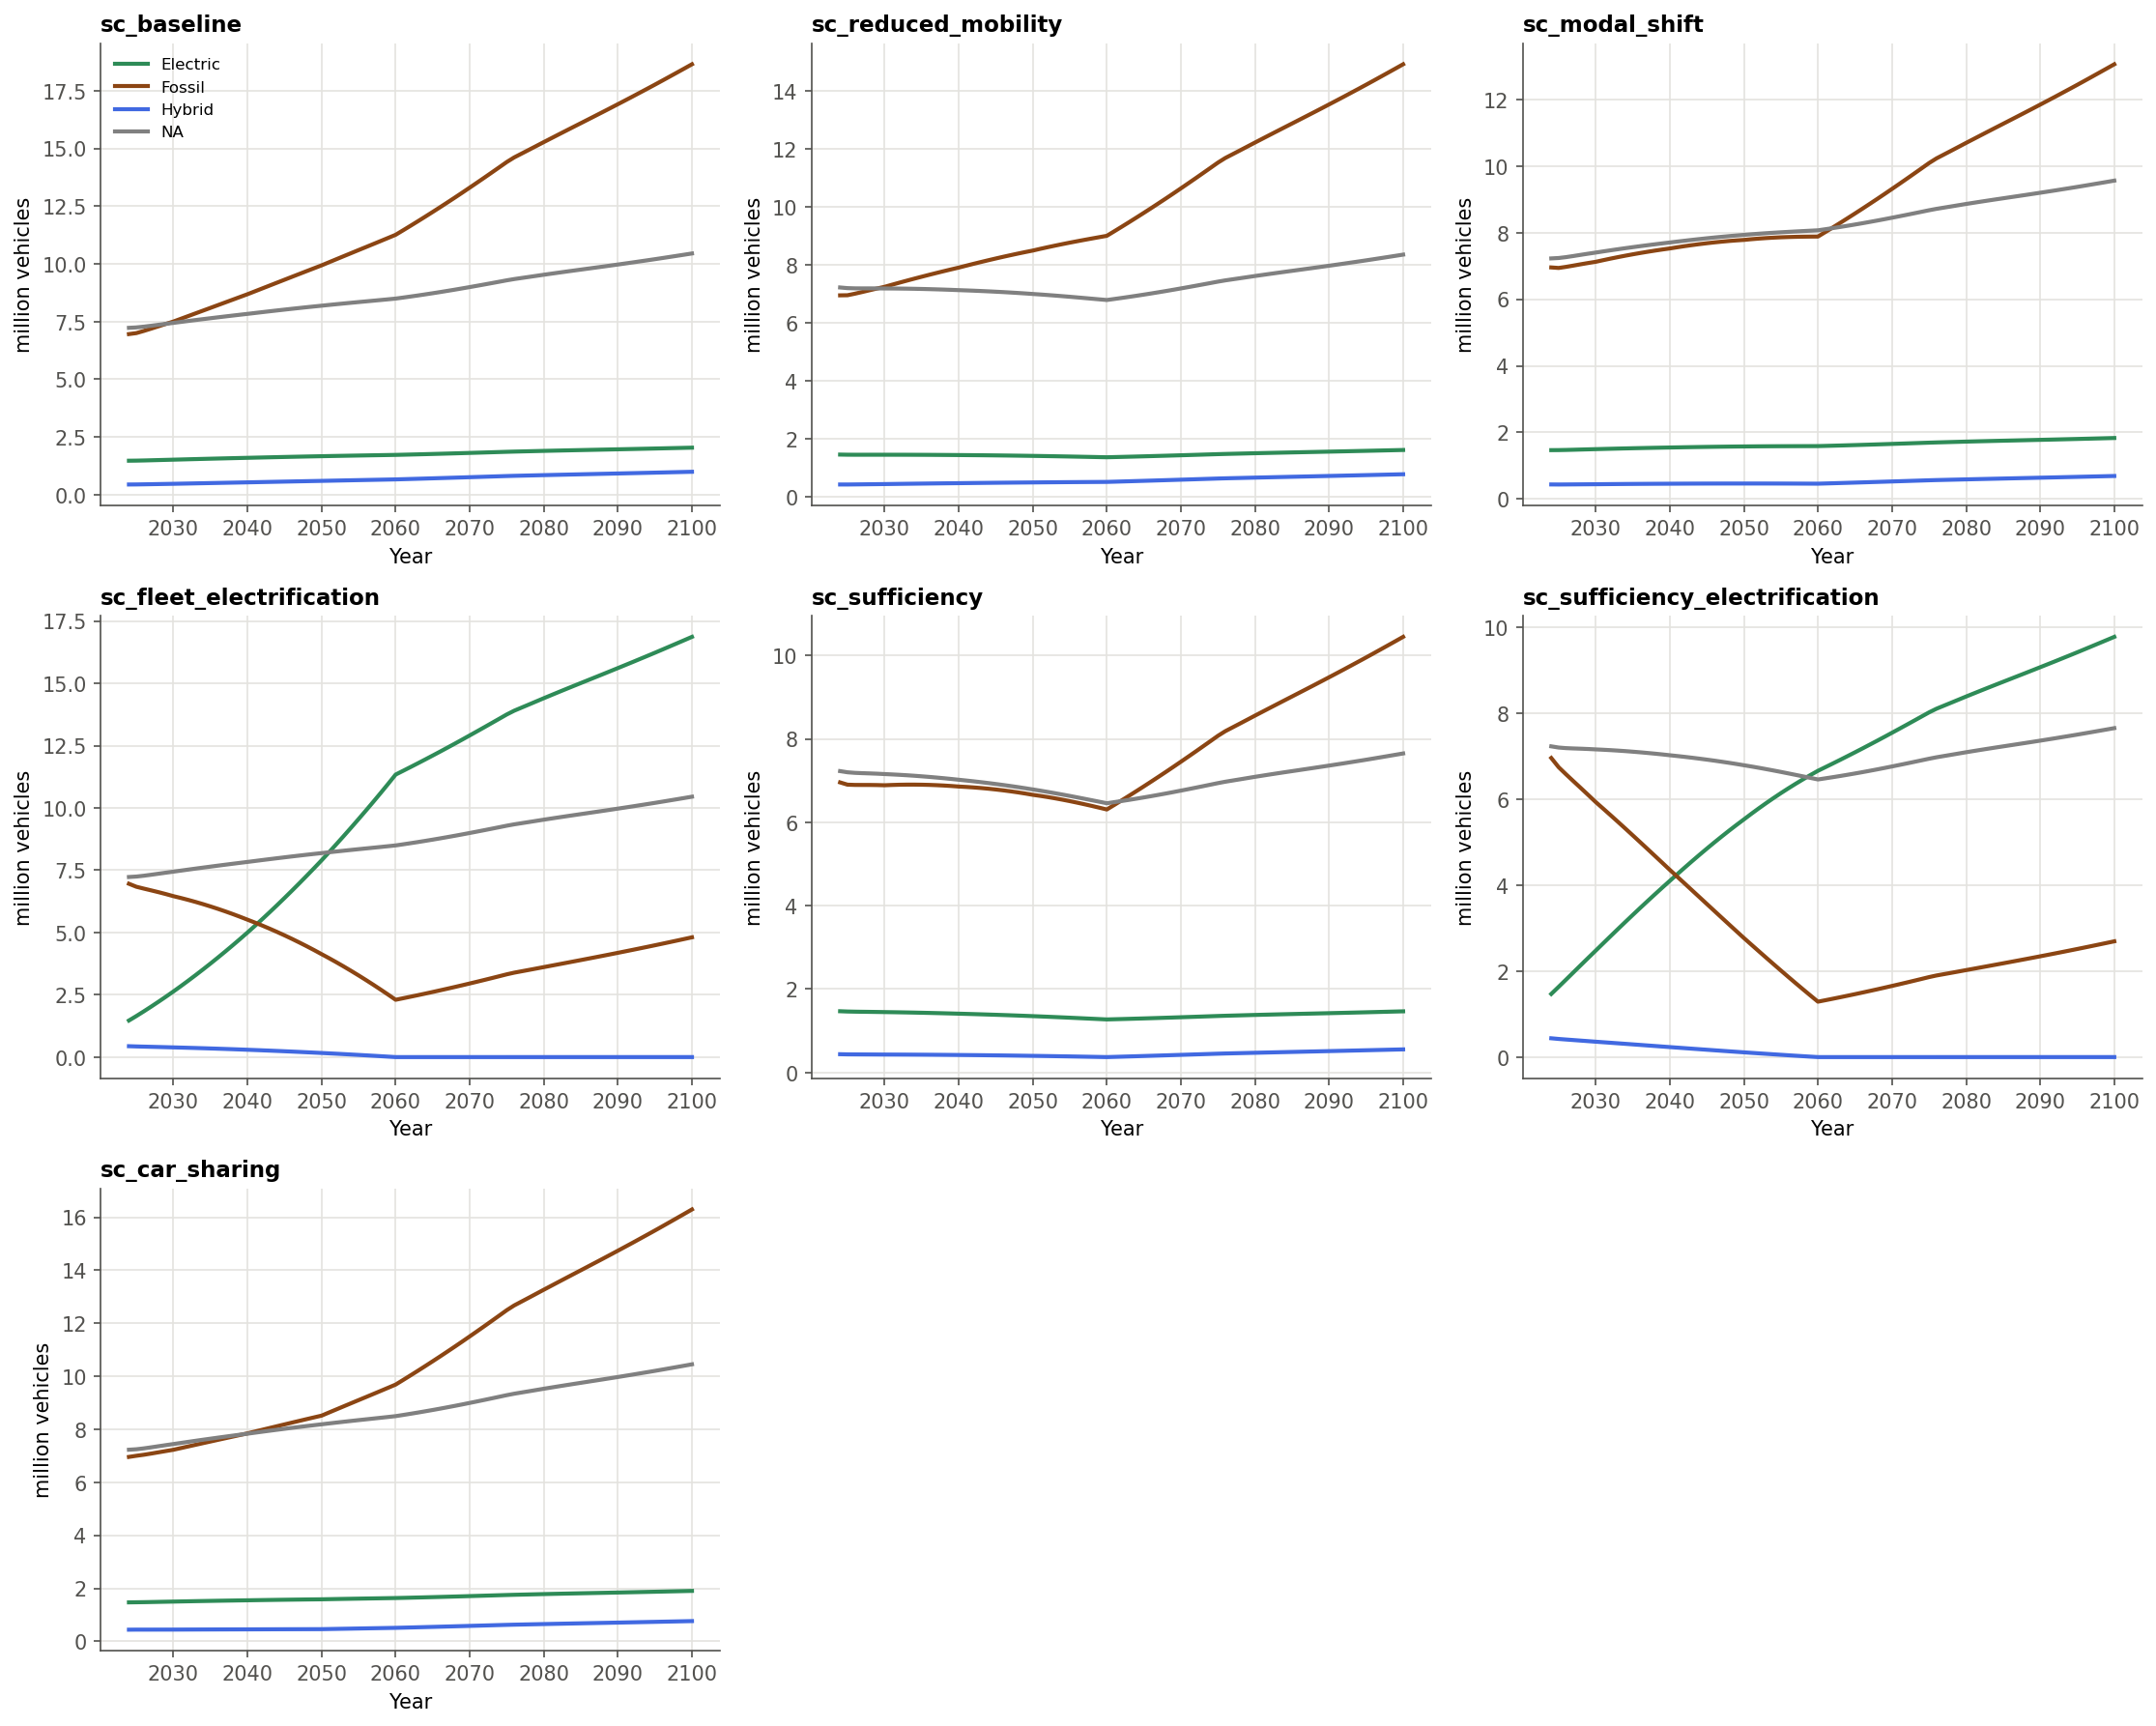 sc_baseline
Electric
Fossil
Hybrid
NA
17.5
15.0
12.5
10.0
7.5
5.0
2.5
0.0
million vehicles
2030 2040 2050 2060 2070 2080 2090 2100
Year
sc_reduced_mobility
14
12
10
8
6
4
2
0
million vehicles
2030 2040 2050 2060 2070 2080 2090 2100
Year
sc_modal_shift
12
10
8
6
4
2
0
million vehicles
2030 2040 2050 2060 2070 2080 2090 2100
Year
sc_fleet_electrification
17.5
15.0
12.5
10.0
7.5
5.0
2.5
0.0
million vehicles
2030 2040 2050 2060 2070 2080 2090 2100
Year
sc_sufficiency
10
8
6
4
2
0
million vehicles
2030 2040 2050 2060 2070 2080 2090 2100
Year
sc_sufficiency_electrification
10
8
6
4
2
0
million vehicles
2030 2040 2050 2060 2070 2080 2090 2100
Year
sc_car_sharing
16
14
12
10
8
6
4
2
0
million vehicles
2030 2040 2050 2060 2070 2080 2090 2100
Year